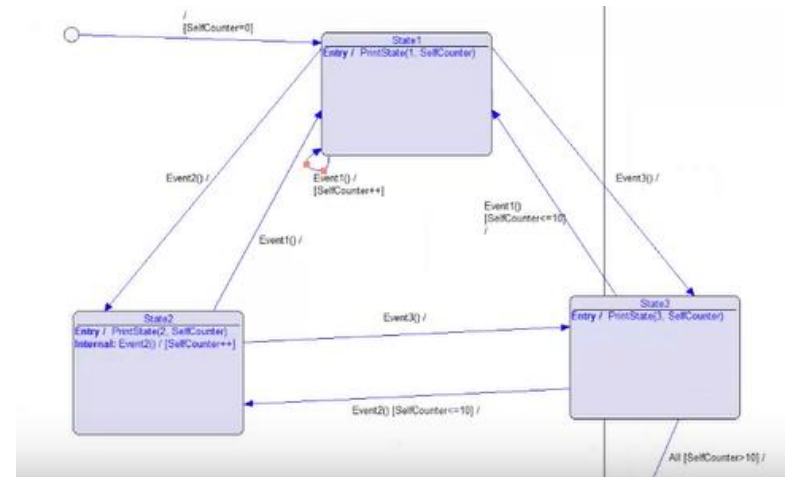 /
[SelfCounter=0]
State1
Entry / PrintState(1, SelfCounter)
Event2() /
Event1() /
[SelfCounter++]
Event3() /
Event1()
[SelfCounter<=10]
/
Event1() /
State2
Entry / PrintState(2, SelfCounter)
Internal: Event2() / [SelfCounter++]
Event3() /
State3
Entry / PrintState(3, SelfCounter)
Event2() [SelfCounter<=10] /
All [SelfCounter>10] /